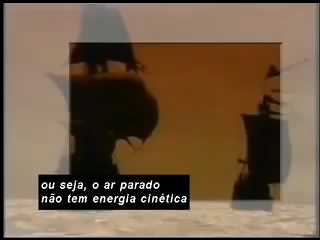 ou seja, o ar parado
não tem energia cinética